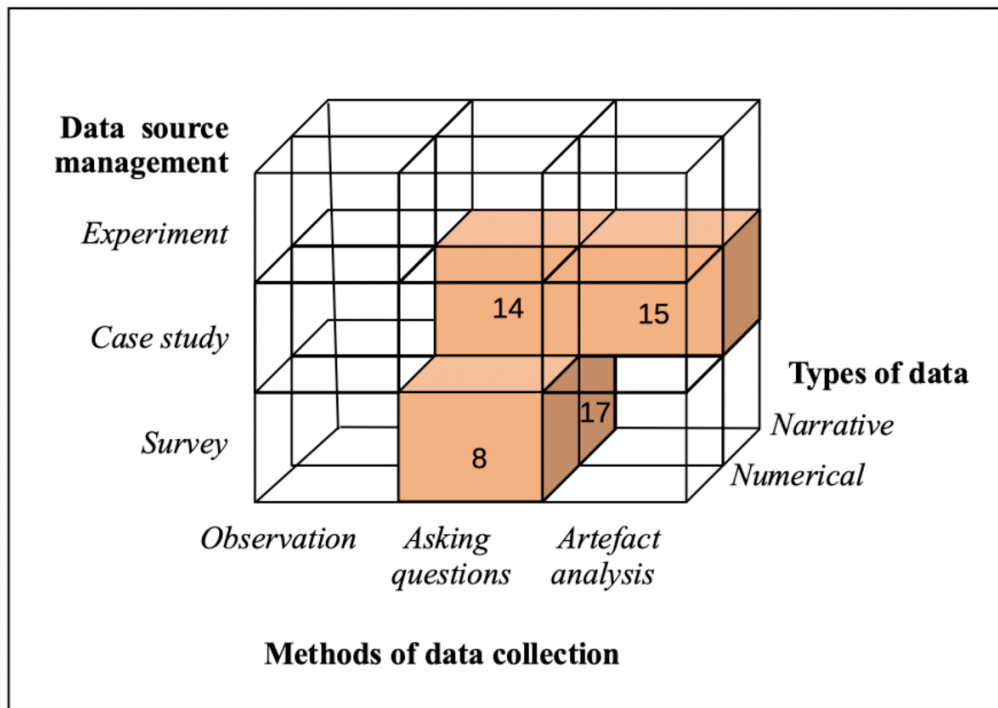 Data source
management
Experiment
14
15
Case study
Types of data
17
Narrative
Survey
8
Numerical
Observation
Asking
questions
Artefact
analysis
Methods of data collection